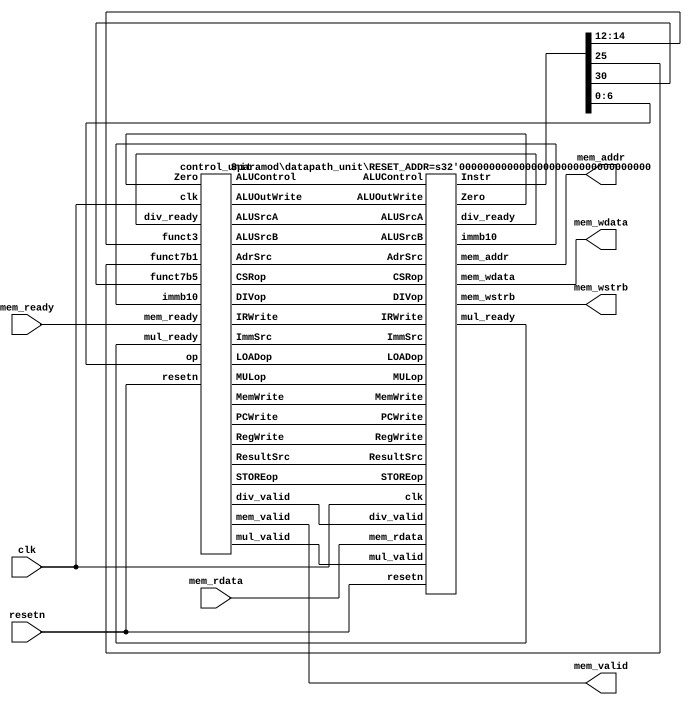 12:14
25
30
0:6
control_unit
$paramod\datapath_unit\RESET_ADDR=s32'00000000000000000000000000000000
Zero
clk
div_ready
funct3
funct7b1
funct7b5
immb10
mem_ready
mul_ready
op
resetn
ALUControl
ALUOutWrite
ALUSrcA
ALUSrcB
AdrSrc
CSRop
DIVop
IRWrite
ImmSrc
LOADop
MULop
MemWrite
PCWrite
RegWrite
ResultSrc
STOREop
div_valid
mem_valid
mul_valid
ALUControl
ALUOutWrite
ALUSrcA
ALUSrcB
AdrSrc
CSRop
DIVop
IRWrite
ImmSrc
LOADop
MULop
MemWrite
PCWrite
RegWrite
ResultSrc
STOREop
clk
div_valid
mem_rdata
mul_valid
resetn
Instr
Zero
div_ready
immb10
mem_addr
mem_wdata
mem_wstrb
mul_ready
mem_addr
mem_wdata
mem_wstrb
mem_ready
clk
mem_rdata
resetn
mem_valid